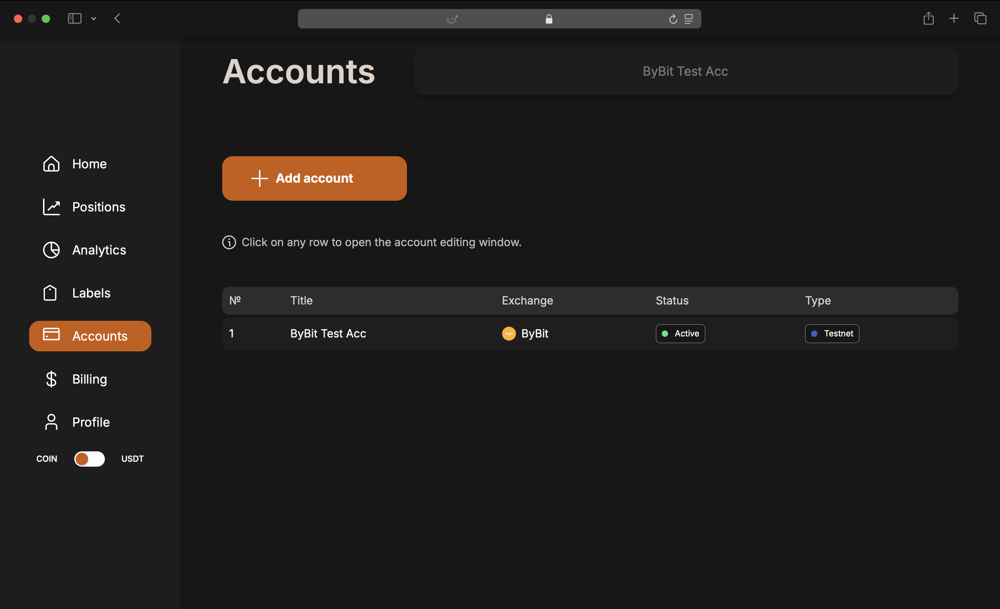 Accounts
ByBit Test Acc
Home
Positions
Analytics
Labels
Accounts
Billing
Profile
COIN USDT
Add account
Click on any row to open the account editing window.
№ Title Exchange Status Type
1 ByBit Test Acc ByBit Active Testnet